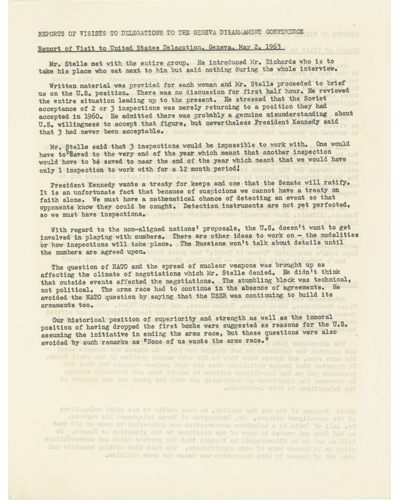 REPORTS OF VISISTS TO DELEGATIONS TO THE GENEVA DISARMAMENT CONFERENCE
Report of Visit to United States Delegation, Geneva, May 2, 1963
Mr. Stelle met with the entire group. He introduced Mr. Richards who is to
take his place who sat next to him but said nothing during the whole interview.
Written material was provided for each woman and Mr. Stelle proceeded to brief
us on the U.S. positions. There was no discussion for first half hour. He reviewed
the entire situation leading up to the present. He stressed that the Soviet
acceptance of 2 or 3 inspections was merely returning to a position they had
accepted in 1960. He admitted there was probably a genuine misunderstanding about
U.S. willingness to accept that figure, but nevertheless President Kennedy said
that 3 had never been acceptable.
Mr. Stelle said that 3 inspections would be impossible to work with. One would
have to saved to the very end of the year which meant that another inspection
would have to be saved to near the end of the year which meant that we would have
only 1 inspection to work with for a 12 month period!
President Kennedy wants a treaty for keeps and one that the Senate will ratify.
It is an unfortunate fact that because of suspicions we cannot have a treaty on
faith alone. We must have a mathematical chance of detecting an event so that
opponents know they could be caught. Detection instruments are not yet perfected,
so we must have inspections.
With regard to the non-aligned nations' proposals, the U.S. doesn't want to get
involved in playing with numbers. There are other ideas to work on - the modalities
or how inspections will take place. The Russians won't talk about details until
the numbers are agreed upon.
The question of NATO and the spread of nuclear weapons was brought up as
affecting the climate of negotiations which Mr. Stelle denied. He didn't think
that outside events affected the negotiations. The stumbling block was technical,
not political. The arms race had to continue in the absence of agreements. He
avoided the NATO question by saying that the USSR was continuing to build its
armaments too.
Our historical position of superiority and strength as well as the immoral
position of having dropped the first bombs were suggested as reasons for the U.S.
assuming the initiative in ending the arms race, but these questions were also
avoided by such remarks as "None of us wants the arms race."